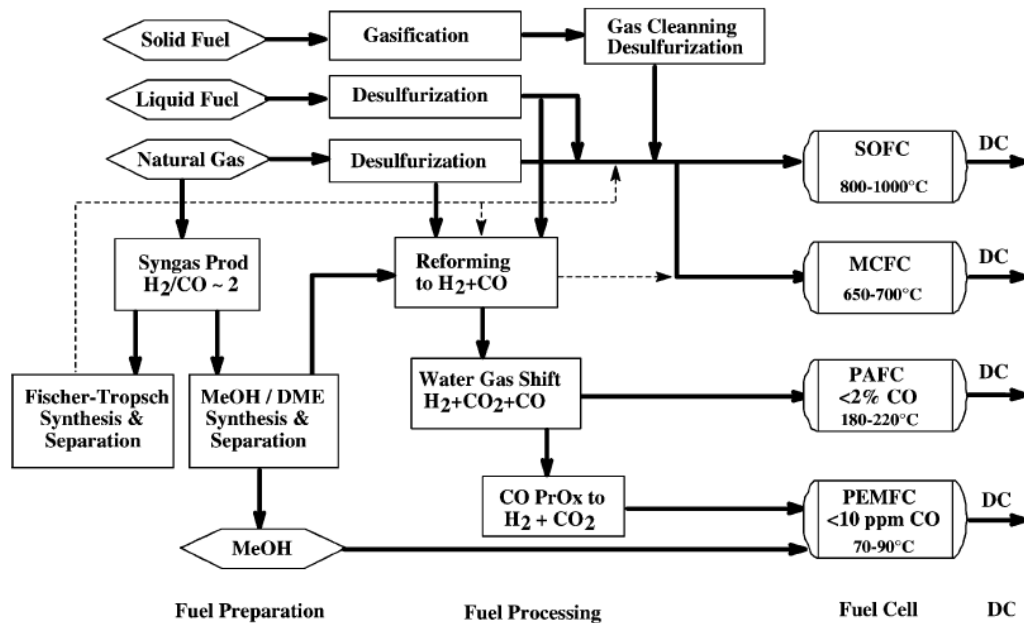 Solid Fuel
Gasification
Gas Cleanning
Desulfurization
Liquid Fuel
Desulfurization
Natural Gas
Desulfurization
SOFC
800-1000°C
DC
Syngas Prod
H₂/CO ~ 2
Reforming
to H₂+CO
MCFC
650-700°C
DC
Fischer-Tropsch
Synthesis &
Separation
MeOH / DME
Synthesis &
Separation
Water Gas Shift
H₂+CO₂+CO
PAFC
<2% CO
180-220°C
DC
CO PrOx to
H₂ + CO₂
PEMFC
<10 ppm CO
70-90°C
DC
MeOH
Fuel Preparation
Fuel Processing
Fuel Cell
DC